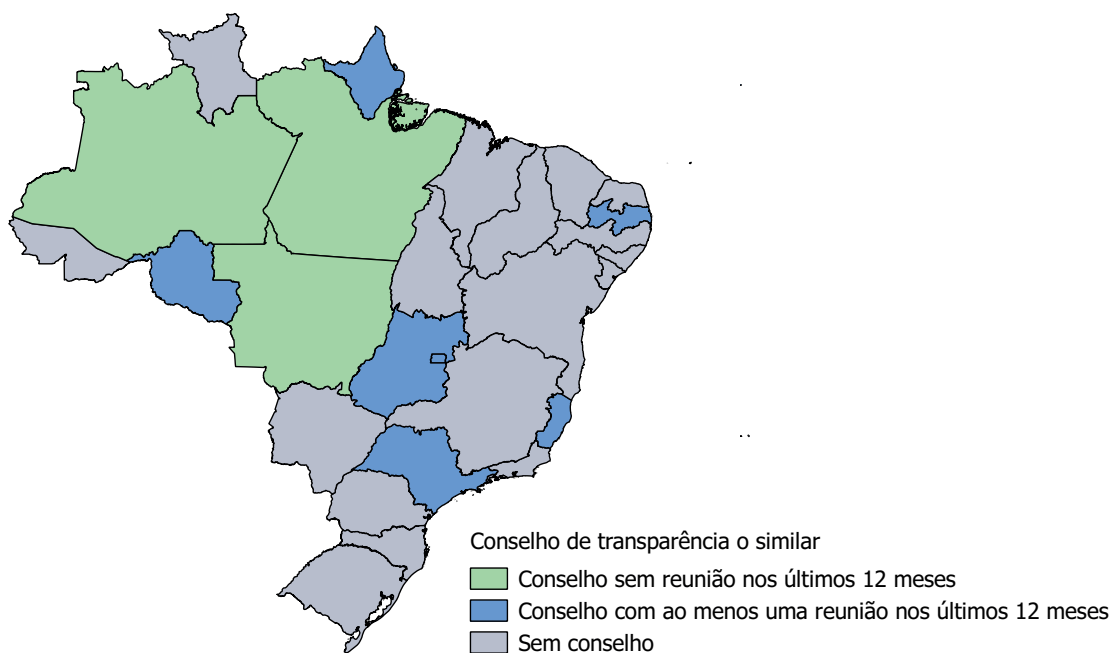 Conselho de transparência o similar
Conselho sem reunião nos últimos 12 meses
Conselho com ao menos uma reunião nos últimos 12 meses
Sem conselho